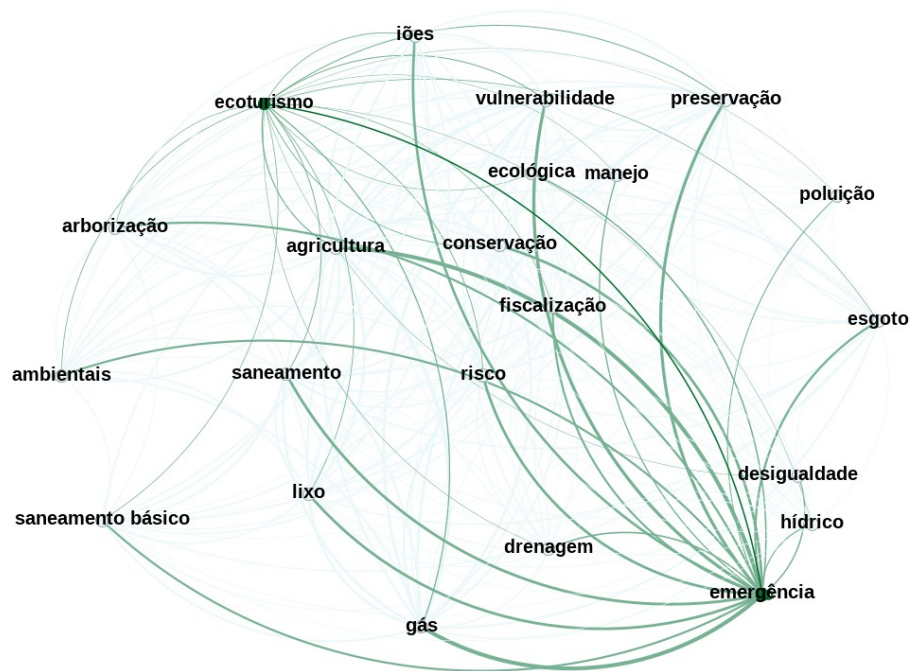 iões
ecoturismo
vulnerabilidade
preservação
ecológica
manejo
poluição
arborização
agricultura
conservação
fiscalização
esgoto
ambientais
saneamento
risco
desigualdade
lixo
saneamento básico
hídrico
drenagem
emergência
gás